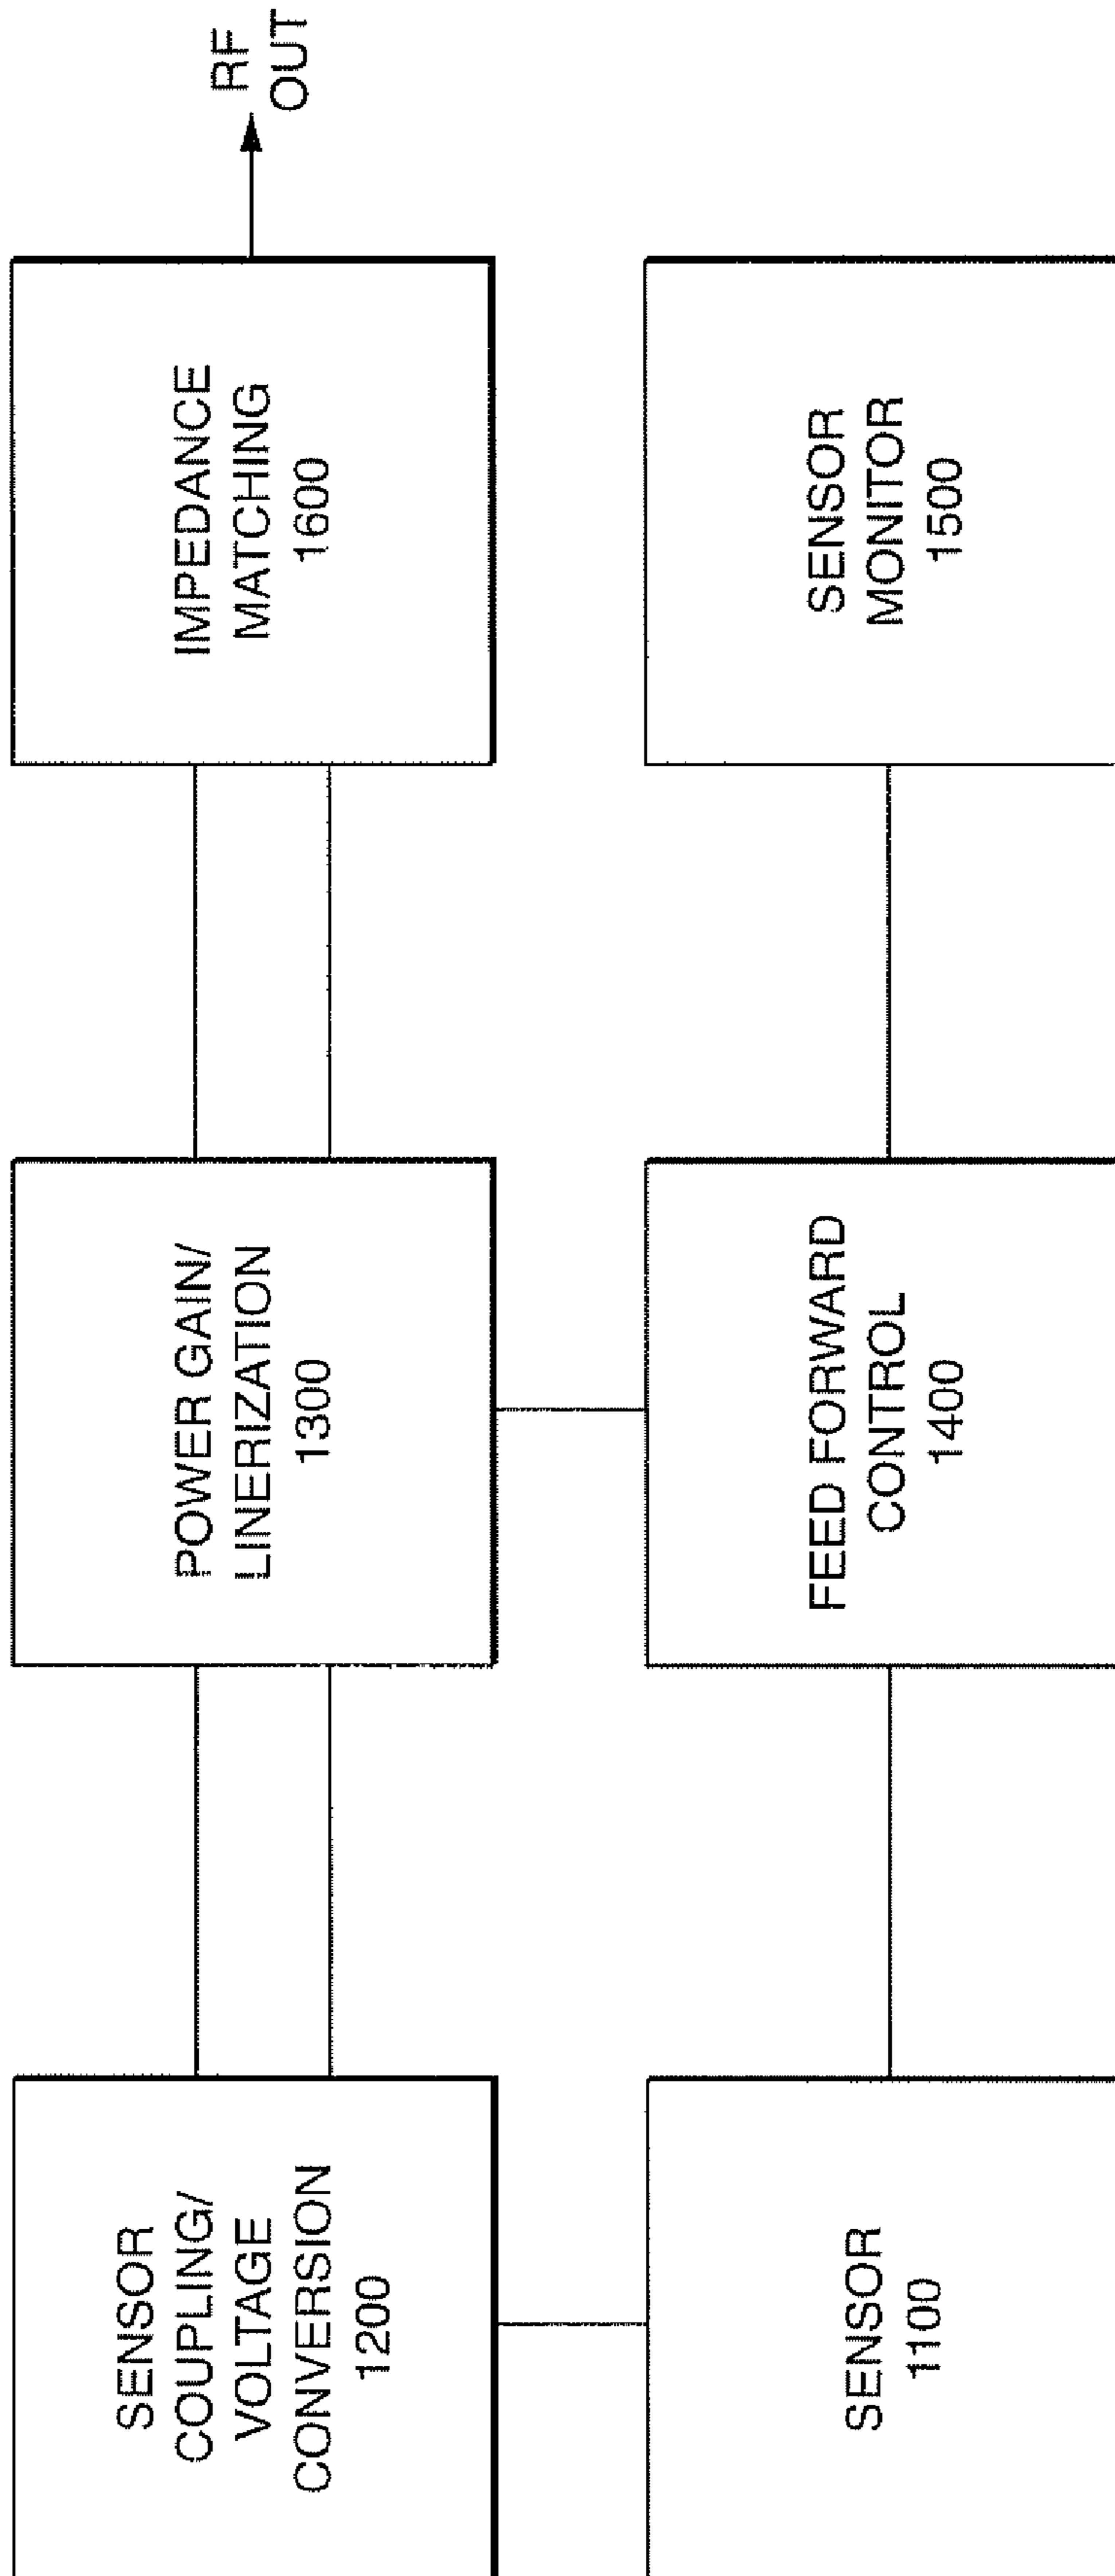 SENSOR
COUPLING/
VOLTAGE
CONVERSION
1200
POWER GAIN/
LINERIZATION
1300
IMPEDANCE
MATCHING
1600
RF
OUT
SENSOR
1100
FEED FORWARD
CONTROL
1400
SENSOR
MONITOR
1500